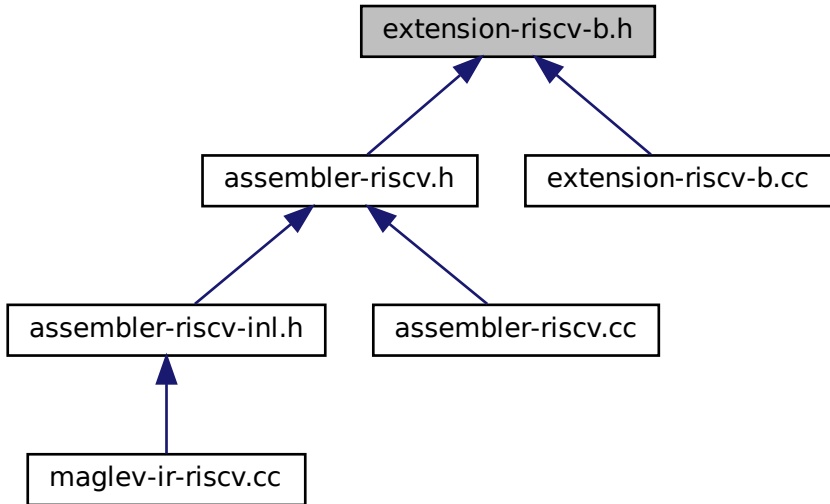 extension-riscv-b.h
assembler-riscv.h
extension-riscv-b.cc
assembler-riscv-inl.h
assembler-riscv.cc
maglev-ir-riscv.cc